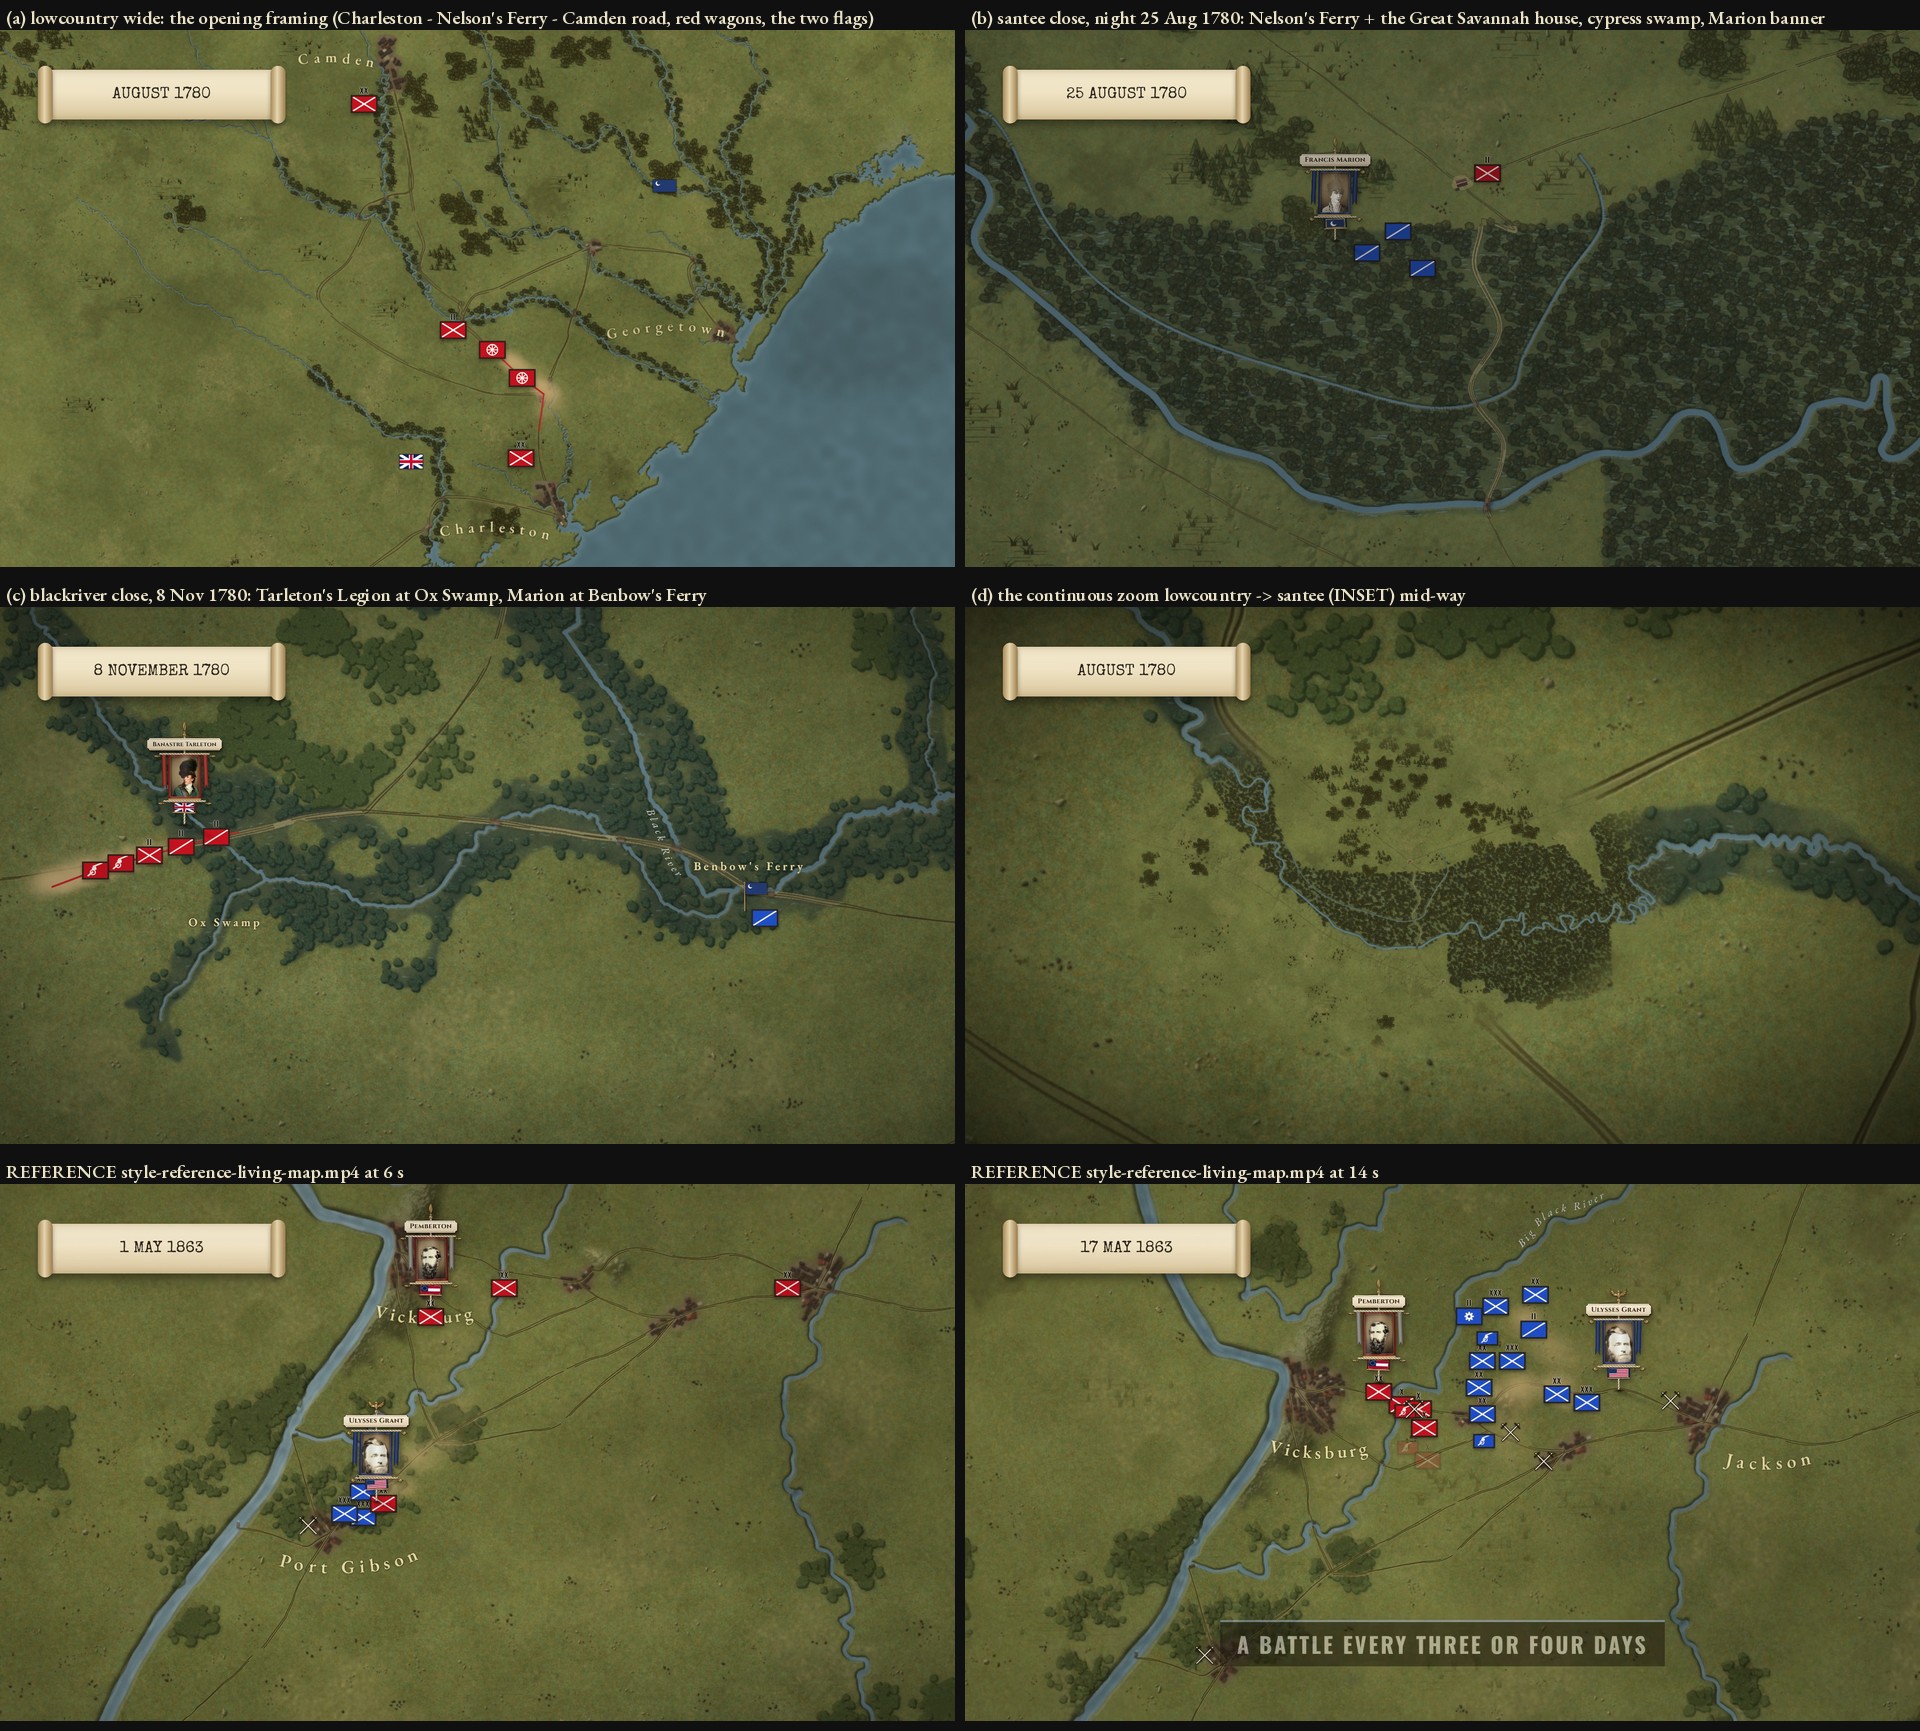 (a) lowcountry wide: the opening framing (Charleston - Nelson's Ferry - Camden road, red wagons, the two flags)
Camden
AUGUST 1780
Georgetown
Charleston
(b) santee close, night 25 Aug 1780: Nelson's Ferry + the Great Savannah house, cypress swamp, Marion banner
25 AUGUST 1780
FRANCIS MARION
II
(c) blackriver close, 8 Nov 1780: Tarleton's Legion at Ox Swamp, Marion at Benbow's Ferry
8 NOVEMBER 1780
BANASTRE TARLETON
II
II
II
Black River
Benbow's Ferry
Ox Swamp
(d) the continuous zoom lowcountry -> santee (INSET) mid-way
AUGUST 1780
REFERENCE style-reference-living-map.mp4 at 6 s
1 MAY 1863
PEMBERTON
XX
XX
Vicksburg
ULYSSES GRANT
Port Gibson
REFERENCE style-reference-living-map.mp4 at 14 s
17 MAY 1863
Big Black River
PEMBERTON
ULYSSES GRANT
Vicksburg
Jackson
A BATTLE EVERY THREE OR FOUR DAYS